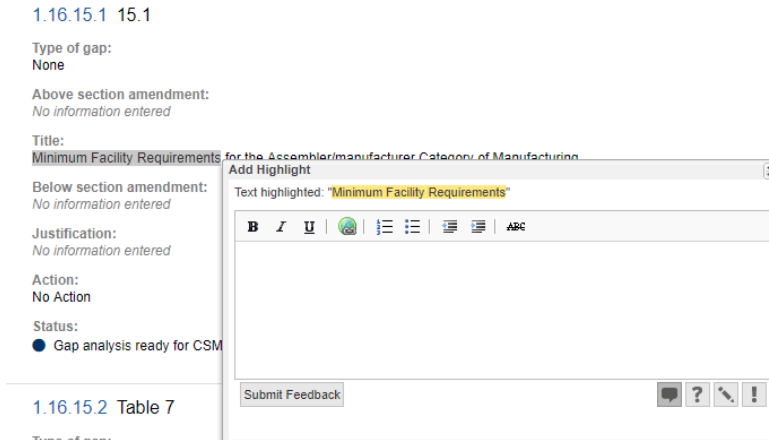 1.16.15.1 15.1
Type of gap:
None
Above section amendment:
No information entered
Title:
Minimum Facility Requirements for the Assembler/manufacturer Category of Manufacturing
Below section amendment:
No information entered
Justification:
No information entered
Action:
No Action
Status:
Gap analysis ready for CSM
1.16.15.2 Table 7
Type of gap:
Add Highlight
Text highlighted: "Minimum Facility Requirements"
B I U ABC
Submit Feedback
? !